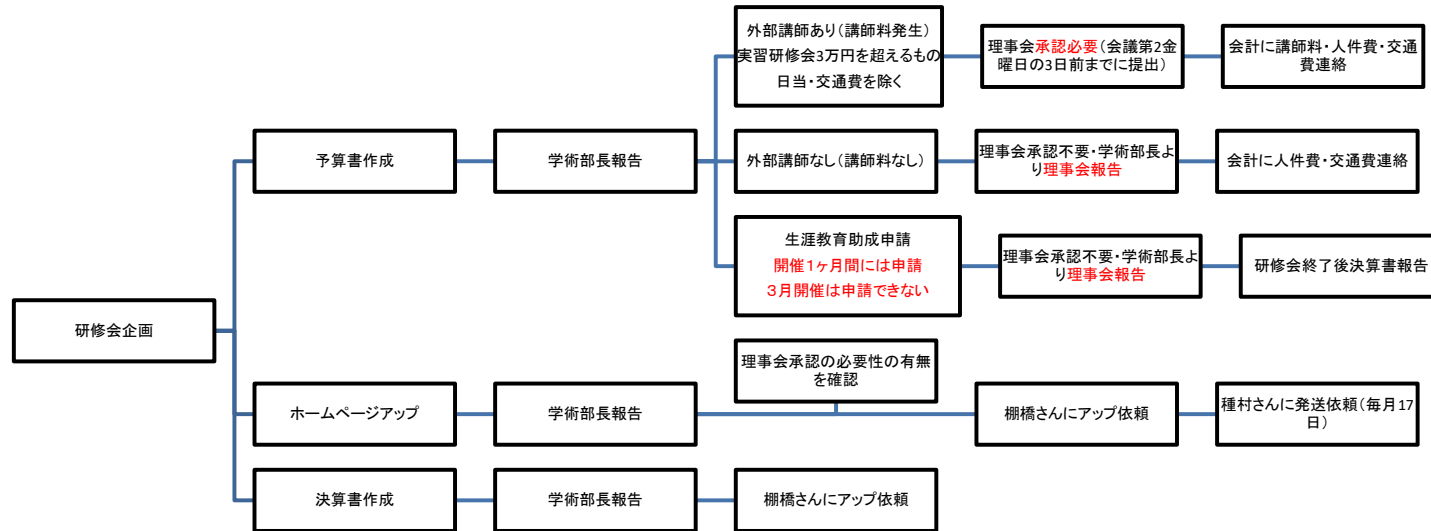 外部講師あり(講師料発生)
実習研修会3万円を超えるもの
日当・交通費を除く
理事会承認必要(会議第2金
曜日の3日前までに提出)
会計に講師料・人件費・交通
費連絡
予算書作成
学術部長報告
外部講師なし(講師料なし)
理事会承認不要・学術部長よ
り理事会報告
会計に人件費・交通費連絡
生涯教育助成申請
開催1ヶ月間には申請
3月開催は申請できない
理事会承認不要・学術部長よ
り理事会報告
研修会終了後決算書報告
研修会企画
理事会承認の必要性の有無
を確認
ホームページアップ
学術部長報告
棚橋さんにアップ依頼
種村さんに発送依頼(毎月17
日)
決算書作成
学術部長報告
棚橋さんにアップ依頼